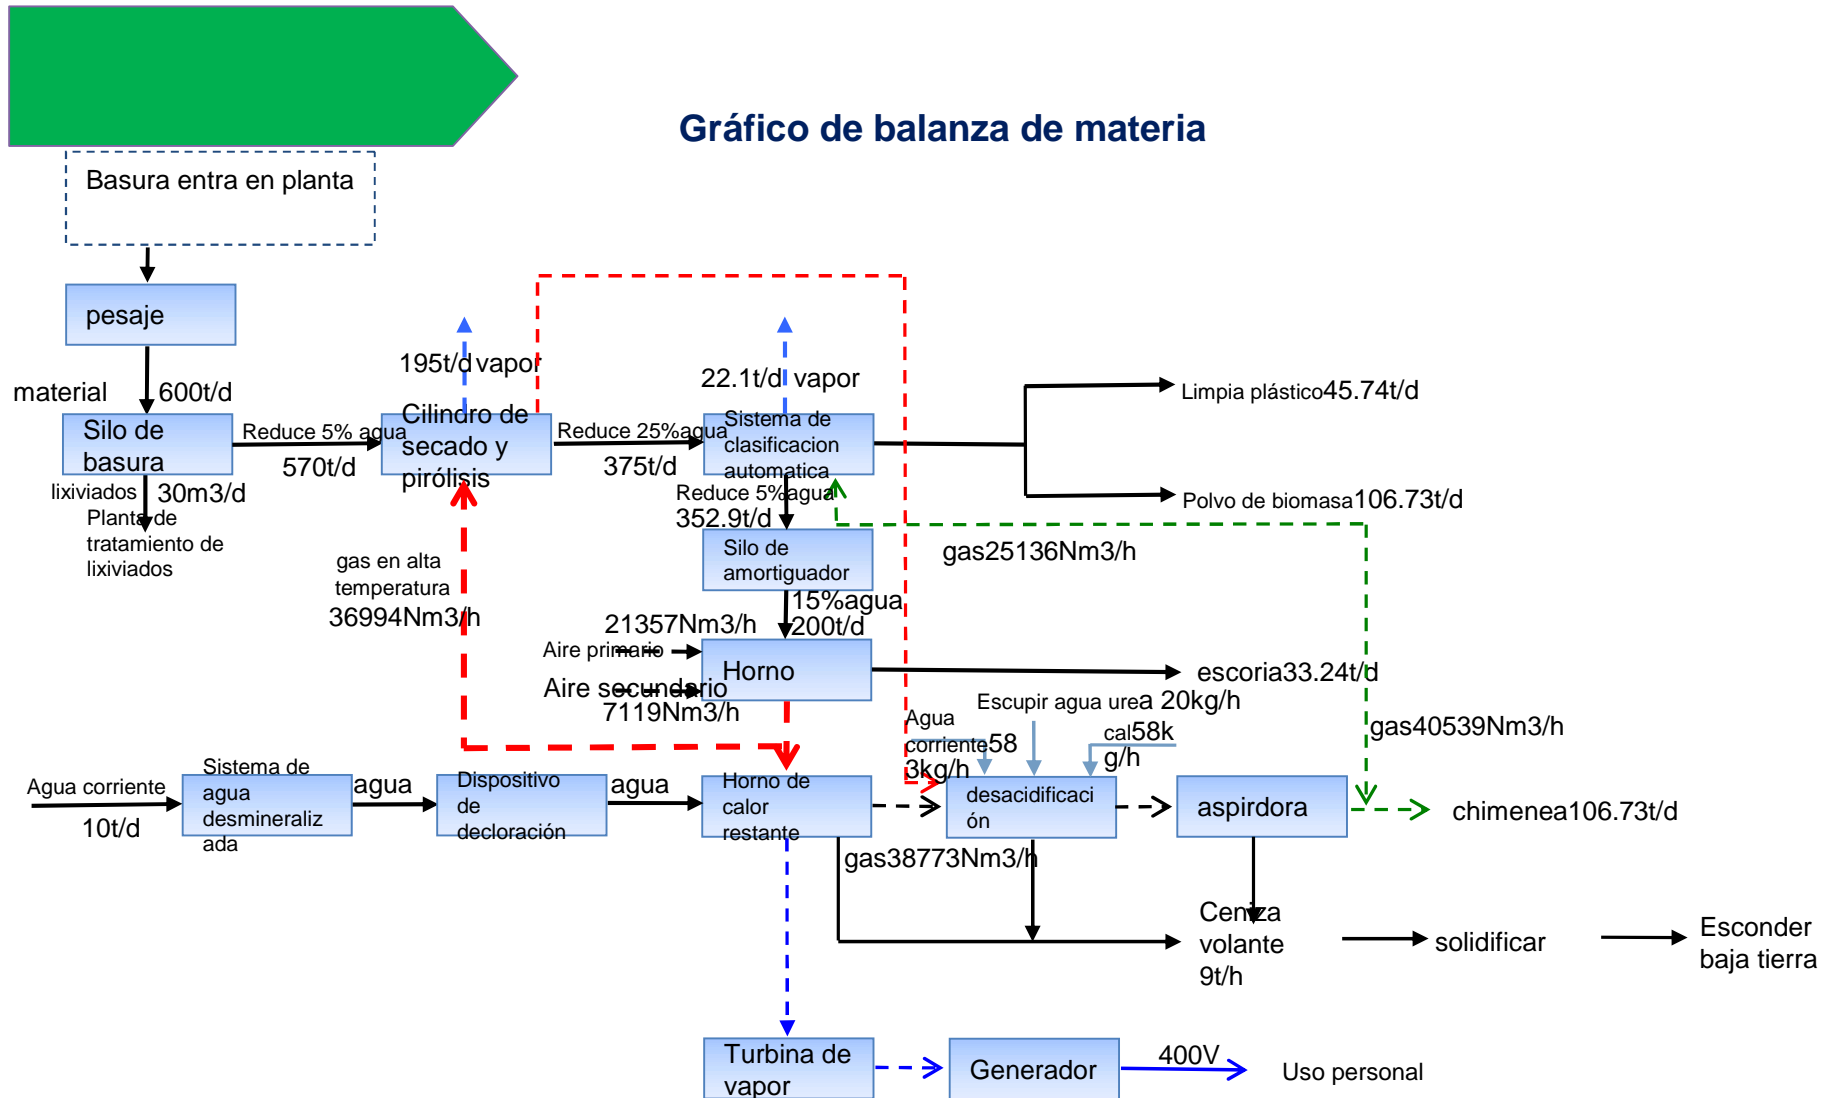 Gráfico de balanza de materia
Basura entra en planta
pesaje
material
600t/d
Silo de
basura
Reduce 5% agua
570t/d
lixiviados
30m3/d
Planta de
tratamiento de
lixiviados
195t/d vapor
Cilindro de
secado y
pirólisis
Reduce 25%agua
375t/d
22.1t/d vapor
Sistema de
clasificacion
automatica
Reduce 5%agua
352.9t/d
Limpia plástico45.74t/d
Polvo de biomasa106.73t/d
Silo de
amortiguador
gas25136Nm3/h
gas en alta
temperatura
36994Nm3/h
15%agua
200t/d
21357Nm3/h
Aire primario
Horno
Aire secundario
7119Nm3/h
escoria33.24t/d
Escupir agua urea 20kg/h
Agua
corriente58
3kg/h
cal58k
g/h
gas40539Nm3/h
Agua corriente
10t/d
Sistema de
agua
desmineraliz
ada
agua
Dispositivo
de
decloración
agua
Horno de
calor
restante
desacidificaci
ón
aspirdora
chimenea106.73t/d
gas38773Nm3/h
Ceniza
volante
9t/h
solidificar
Esconder
baja tierra
Turbina de
vapor
Generador
400V
Uso personal